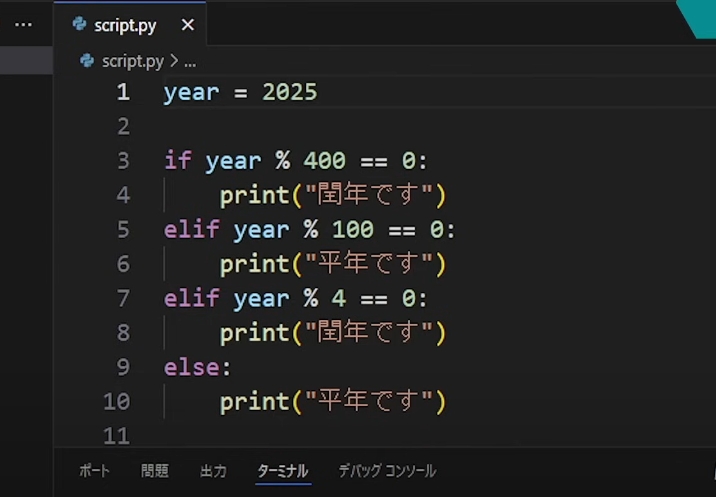 … script.py ×
script.py > ...
1 year = 2025
2
3 if year % 400 == 0:
4     print("閏年です")
5 elif year % 100 == 0:
6     print("平年です")
7 elif year % 4 == 0:
8     print("閏年です")
9 else:
10     print("平年です")
11
ポート 問題 出力 ターミナル デバッグ コンソール